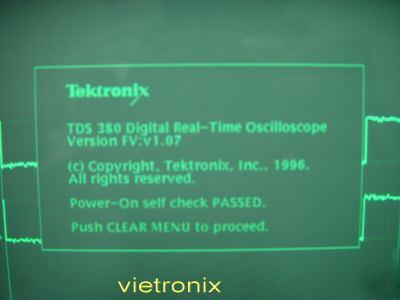 Tektronix
TDS 380 Digital Real-Time Oscilloscope
Version FV:v1.07
(c) Copyright, Tektronix, Inc., 1996.
All rights reserved.
Power-On self check PASSED.
Push CLEAR MENU to proceed.
vietronix